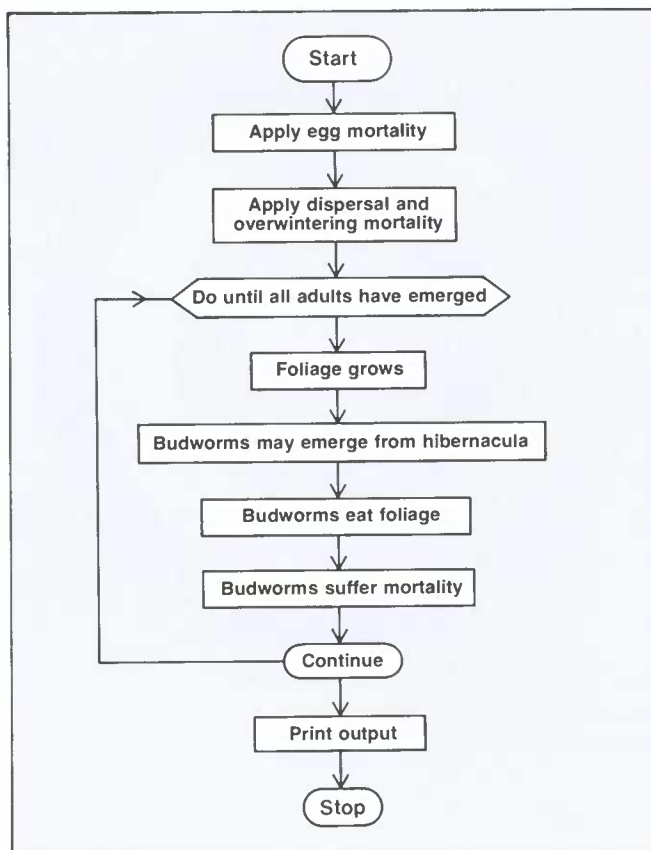 Start
Apply egg mortality
Apply dispersal and
overwintering mortality
Do until all adults have emerged
Foliage grows
Budworms may emerge from hibernacula
Budworms eat foliage
Budworms suffer mortality
Continue
Print output
Stop